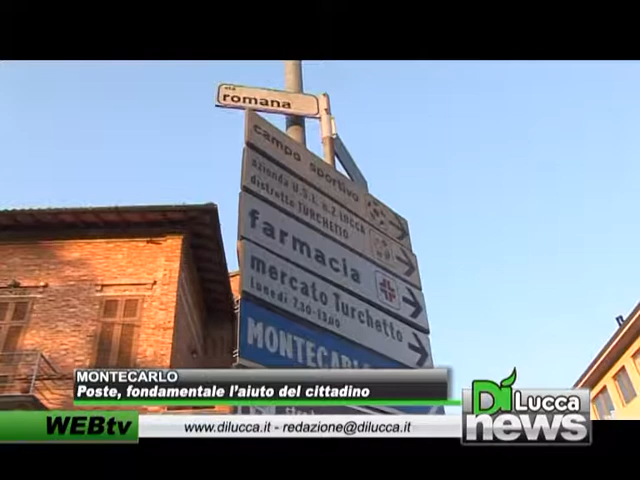 via
romana
campo sportivo
azienda U.S.L. n.2 LUCCA
distretto TURCHETTO
farmacia
mercato Turchetto
lunedì 7.30-13.00
MONTECARLO
MONTECARLO
Poste, fondamentale l'aiuto del cittadino
WEBtv
www.dilucca.it - redazione@dilucca.it
Di Lucca
news